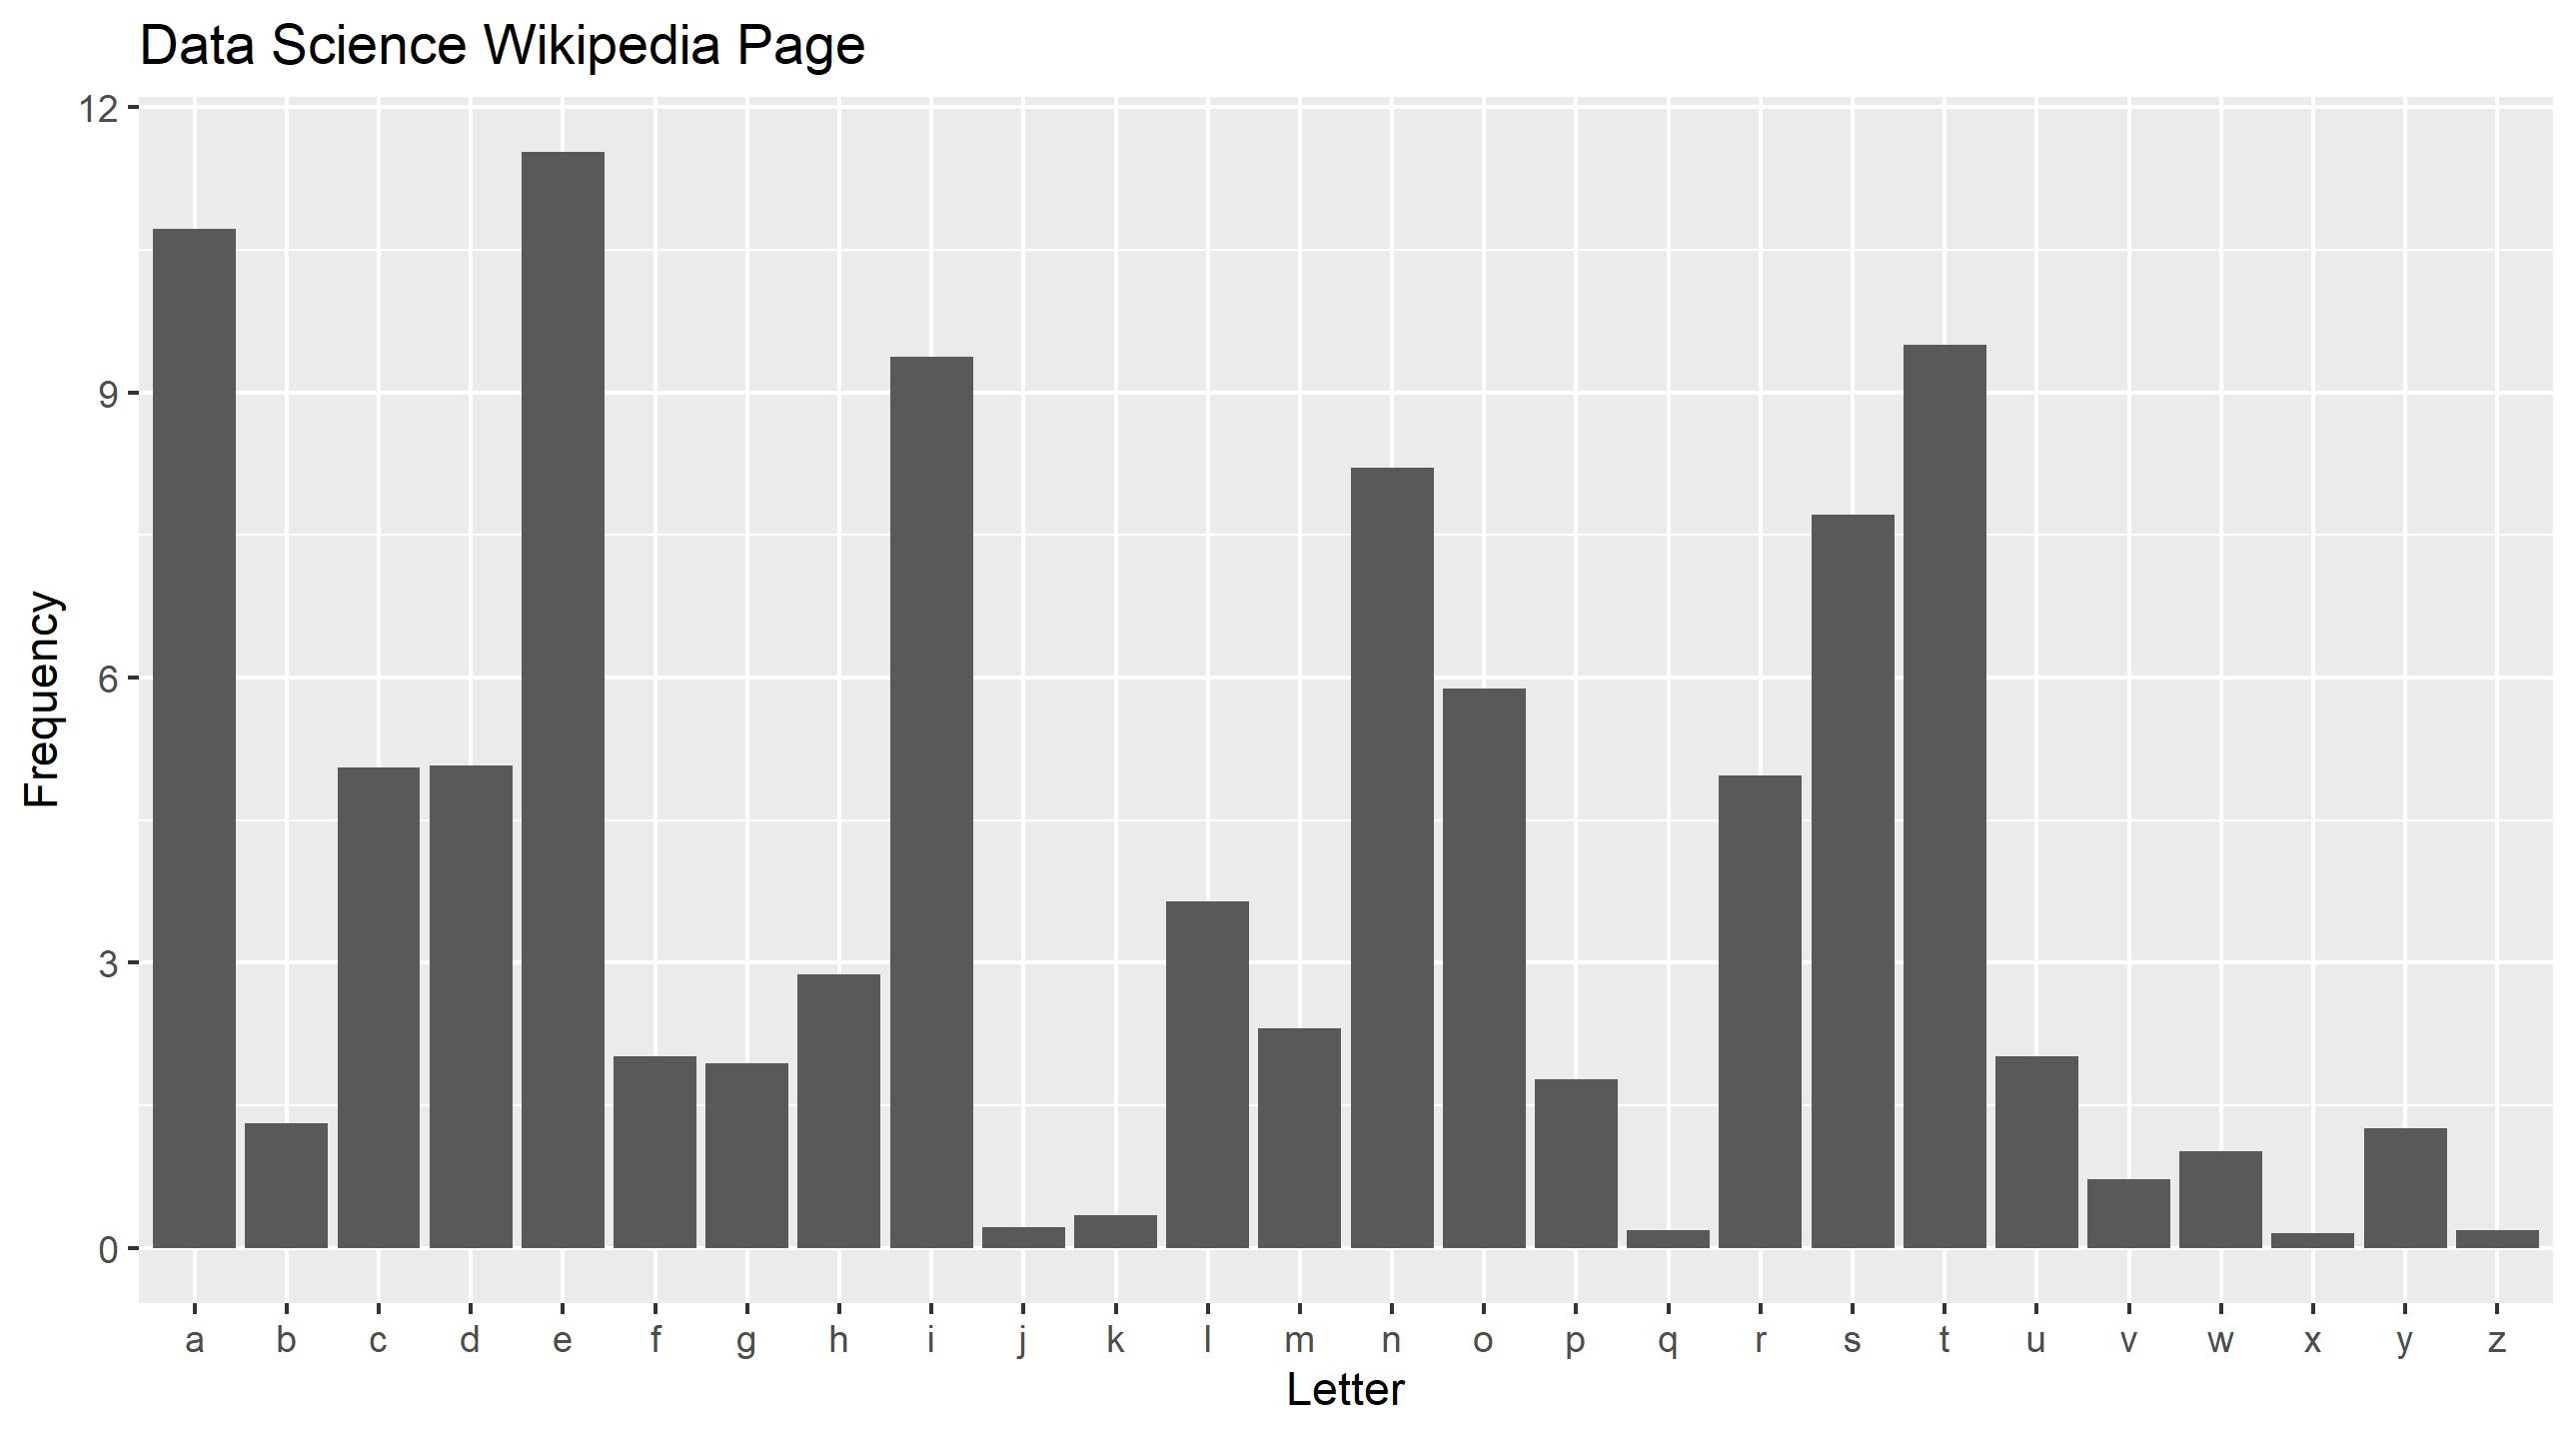 Data Science Wikipedia Page
12
9
6
3
0
Frequency
a b c d e f g h i j k l m n o p q r s t u v w x y z
Letter